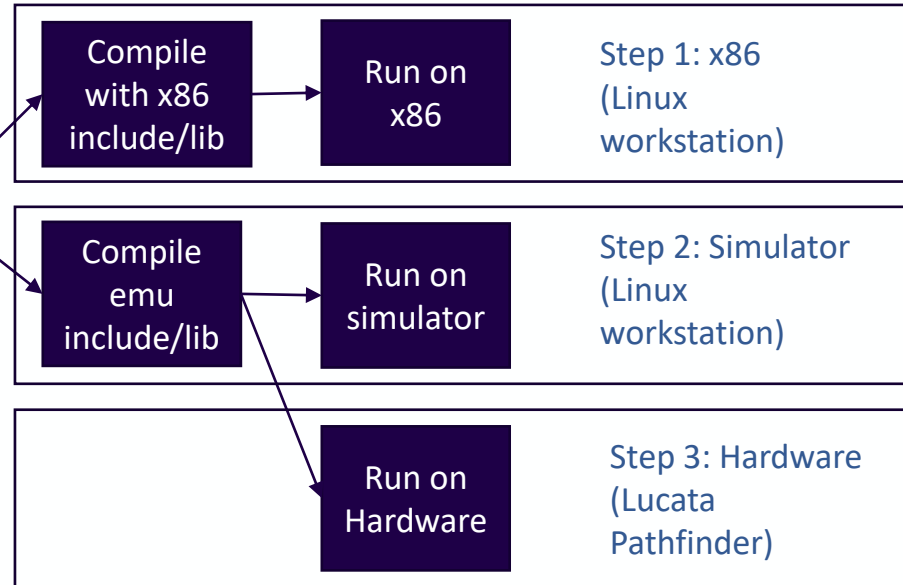 Compile
with x86
include/lib
Run on
x86
Step 1: x86
(Linux
workstation)
Compile
emu
include/lib
Run on
simulator
Step 2: Simulator
(Linux
workstation)
Run on
Hardware
Step 3: Hardware
(Lucata
Pathfinder)